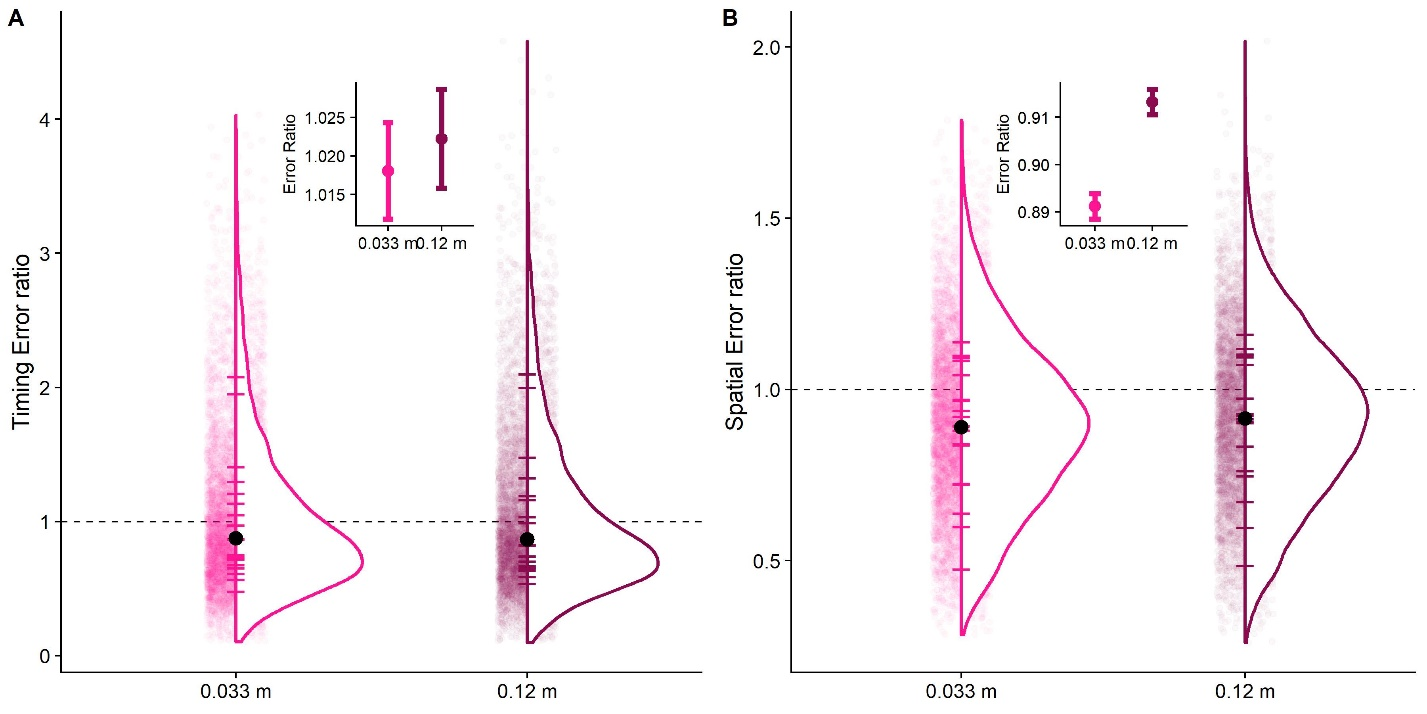 A
Timing Error ratio
4
3
2
1
0
Error Ratio
1.025
1.020
1.015
0.033 m
0.12 m
0.033 m
0.12 m
B
Spatial Error ratio
2.0
1.5
1.0
0.5
Error Ratio
0.91
0.90
0.89
0.033 m
0.12 m
0.033 m
0.12 m